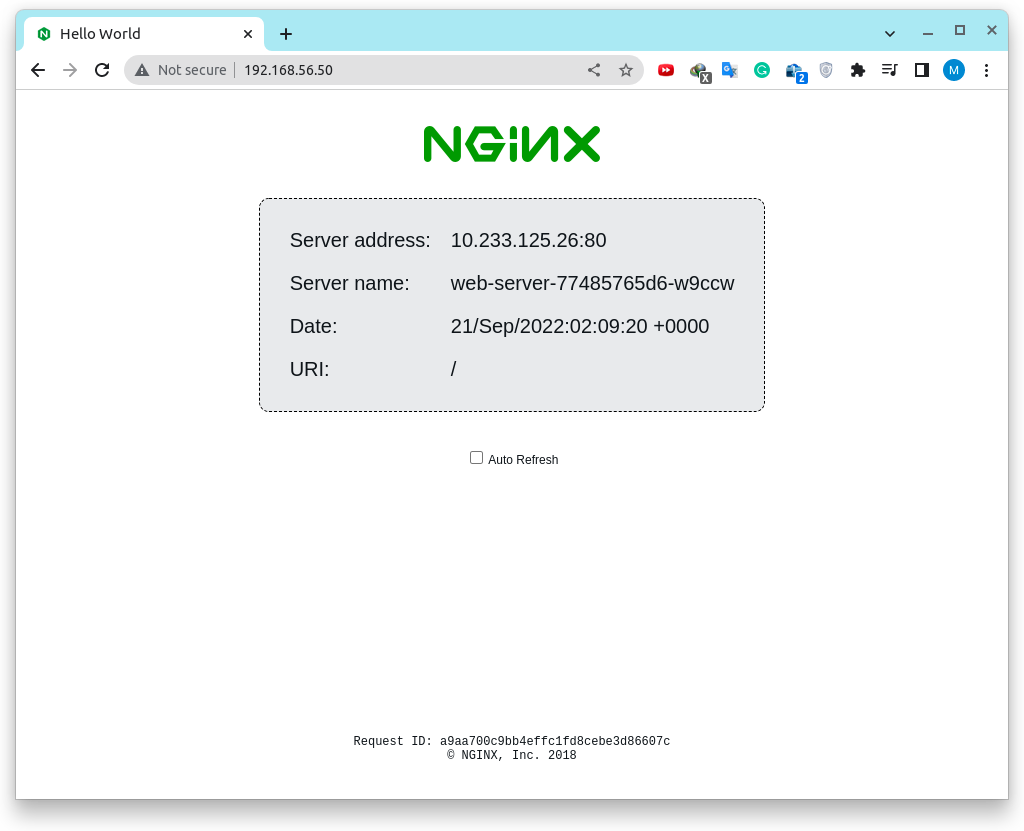 Hello World
Not secure 192.168.56.50
X
2
M
NGINX
Server address: 10.233.125.26:80
Server name: web-server-77485765d6-w9ccw
Date: 21/Sep/2022:02:09:20 +0000
URI: /
Auto Refresh
Request ID: a9aa700c9bb4effc1fd8cebe3d86607c
© NGINX, Inc. 2018